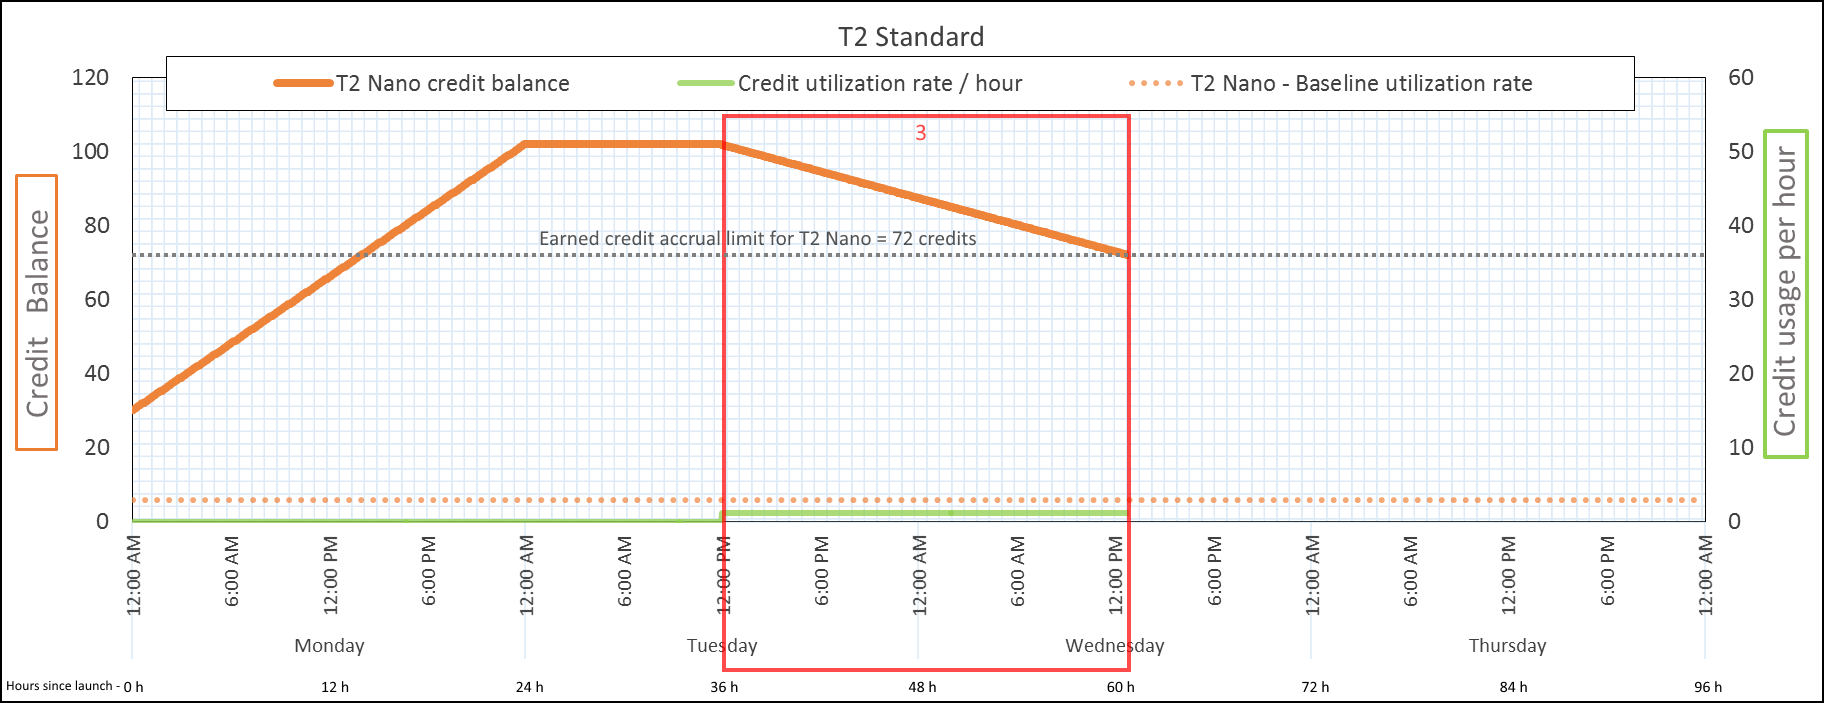 T2 Standard
T2 Nano credit balance
Credit utilization rate / hour
T2 Nano - Baseline utilization rate
3
Credit Balance
120
100
80
60
40
20
0
Earned credit accrual limit for T2 Nano = 72 credits
60
50
40
30
20
10
0
Credit usage per hour
12:00 AM
6:00 AM
12:00 PM
6:00 PM
12:00 AM
6:00 AM
12:00 PM
6:00 PM
12:00 AM
6:00 AM
12:00 PM
6:00 PM
12:00 AM
6:00 AM
12:00 PM
6:00 PM
12:00 AM
Monday
Tuesday
Wednesday
Thursday
Hours since launch - 0 h
12 h
24 h
36 h
48 h
60 h
72 h
84 h
96 h